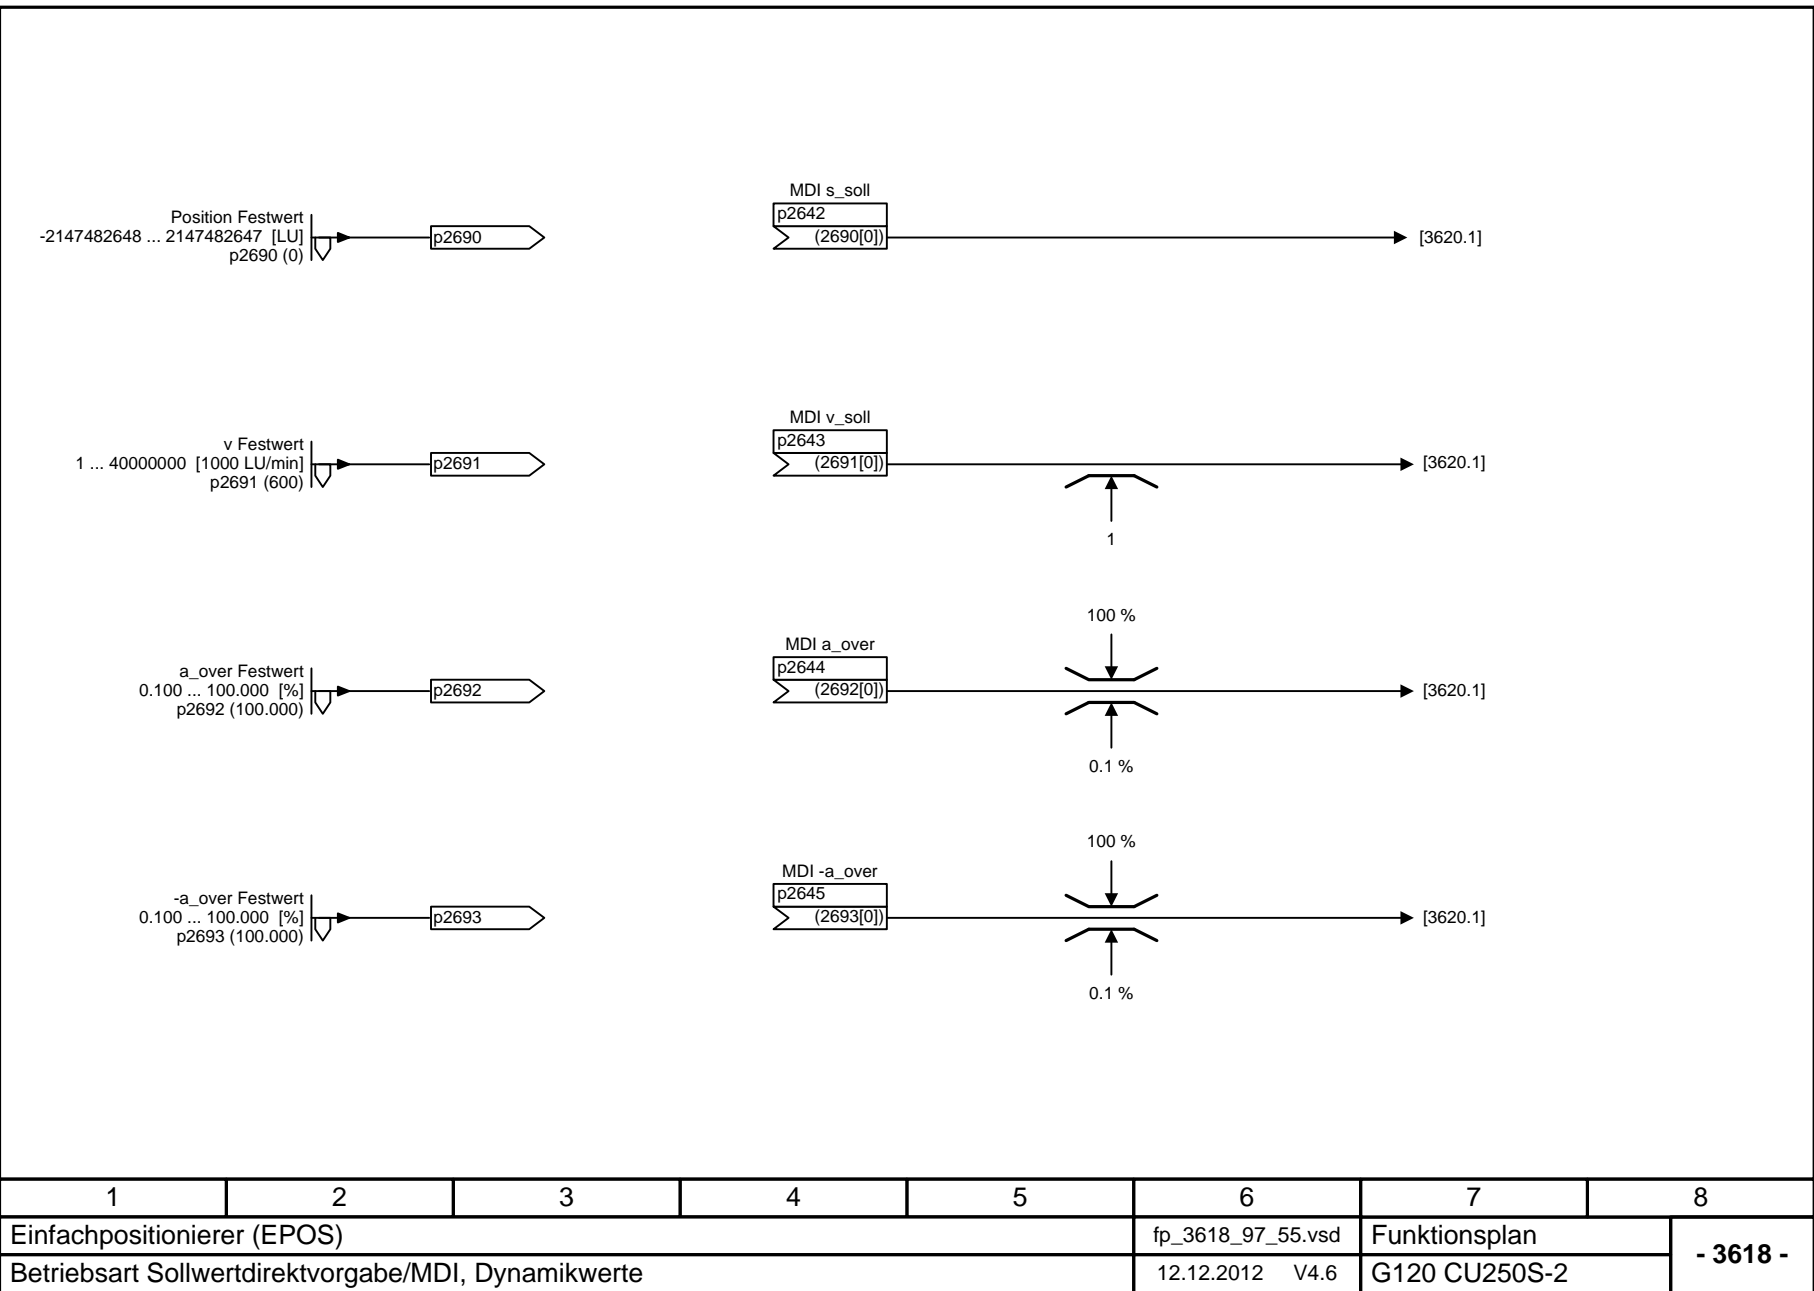 MDI s_soll
Position Festwert
-2147482648 ... 2147482647 [LU]
p2690 (0)
p2690
p2642
(2690[0])
[3620.1]
MDI v_soll
v Festwert
1 ... 40000000 [1000 LU/min]
p2691 (600)
p2691
p2643
(2691[0])
[3620.1]
1
100 %
MDI a_over
a_over Festwert
0.100 ... 100.000 [%]
p2692 (100.000)
p2692
p2644
(2692[0])
[3620.1]
0.1 %
100 %
MDI -a_over
-a_over Festwert
0.100 ... 100.000 [%]
p2693 (100.000)
p2693
p2645
(2693[0])
[3620.1]
0.1 %
1 2 3 4 5 6 7 8
Einfachpositionierer (EPOS) fp_3618_97_55.vsd Funktionsplan
- 3618 -
Betriebsart Sollwertdirektvorgabe/MDI, Dynamikwerte 12.12.2012 V4.6 G120 CU250S-2